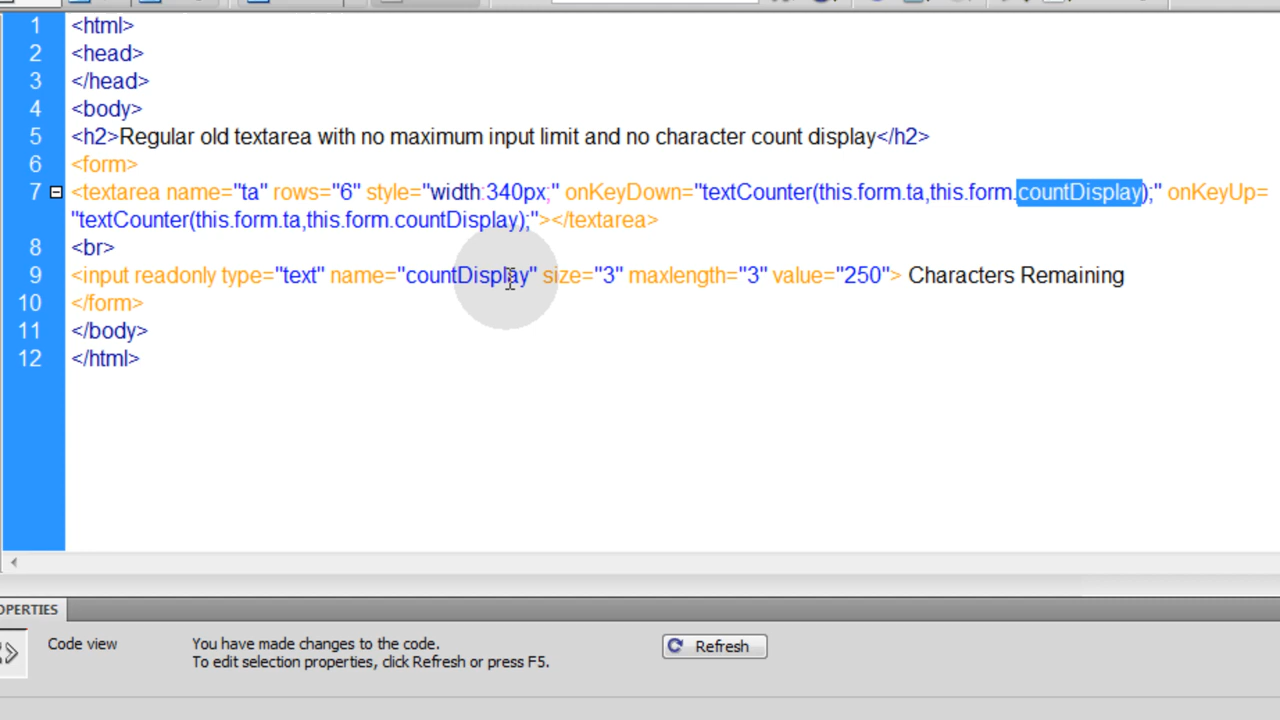 1 <html>
2 <head>
3 </head>
4 <body>
5 <h2>Regular old textarea with no maximum input limit and no character count display</h2>
6 <form>
7 <textarea name="ta" rows="6" style="width:340px;" onKeyDown="textCounter(this.form.ta,this.form.countDisplay);" onKeyUp=
"textCounter(this.form.ta,this.form.countDisplay);"></textarea>
8 <br>
9 <input readonly type="text" name="countDisplay" size="3" maxlength="3" value="250"> Characters Remaining
10 </form>
11 </body>
12 </html>
OPERTIES
Code view You have made changes to the code. Refresh
To edit selection properties, click Refresh or press F5.